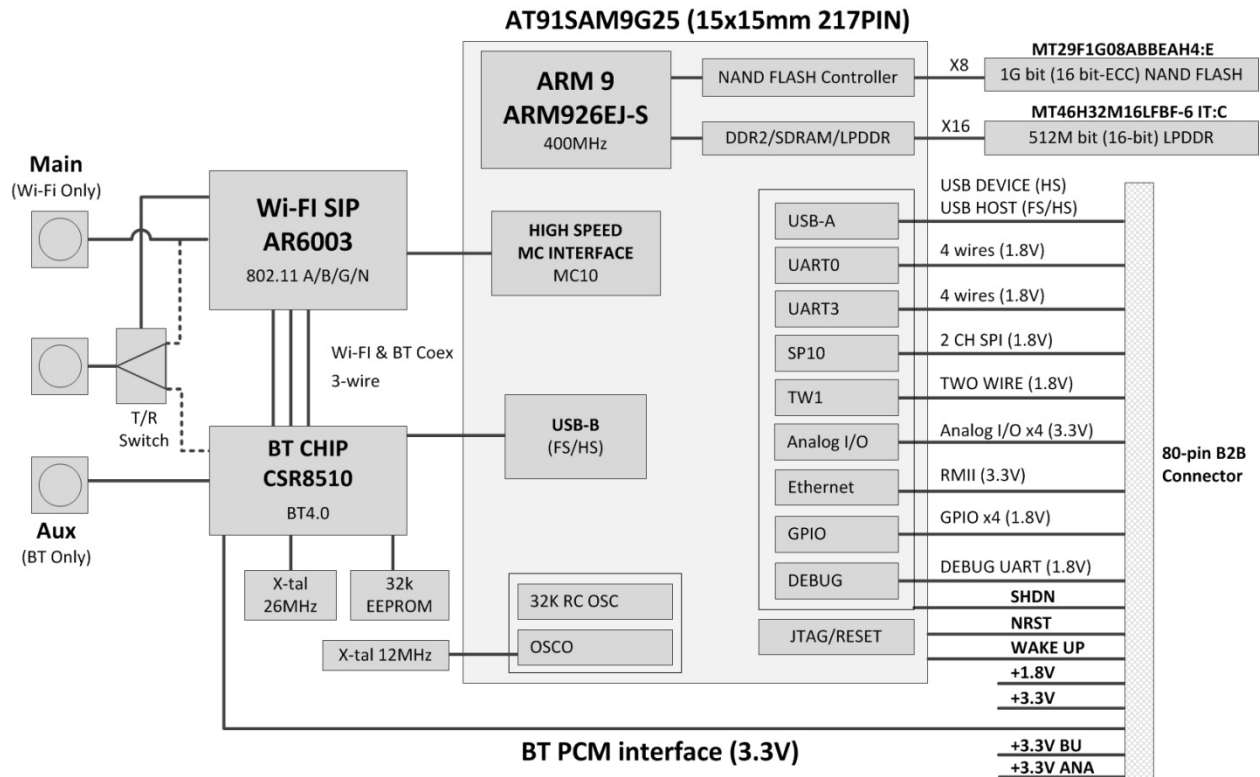 AT91SAM9G25 (15x15mm 217PIN)
ARM 9
ARM926EJ-S
400MHz
NAND FLASH Controller
X8
MT29F1G08ABBEAH4:E
1G bit (16 bit-ECC) NAND FLASH
DDR2/SDRAM/LPDDR
X16
MT46H32M16LFBF-6 IT:C
512M bit (16-bit) LPDDR
Main
(Wi-Fi Only)
Wi-FI SIP
AR6003
802.11 A/B/G/N
HIGH SPEED
MC INTERFACE
MC10
T/R
Switch
Wi-FI & BT Coex
3-wire
BT CHIP
CSR8510
BT4.0
USB-B
(FS/HS)
Aux
(BT Only)
X-tal
26MHz
32k
EEPROM
X-tal 12MHz
32K RC OSC
OSCO
USB-A
USB DEVICE (HS)
USB HOST (FS/HS)
UART0
4 wires (1.8V)
UART3
4 wires (1.8V)
SP10
2 CH SPI (1.8V)
TW1
TWO WIRE (1.8V)
Analog I/O
Analog I/O x4 (3.3V)
Ethernet
RMII (3.3V)
GPIO
GPIO x4 (1.8V)
DEBUG
DEBUG UART (1.8V)
JTAG/RESET
SHDN
NRST
WAKE UP
+1.8V
+3.3V
80-pin B2B
Connector
BT PCM interface (3.3V)
+3.3V BU
+3.3V ANA